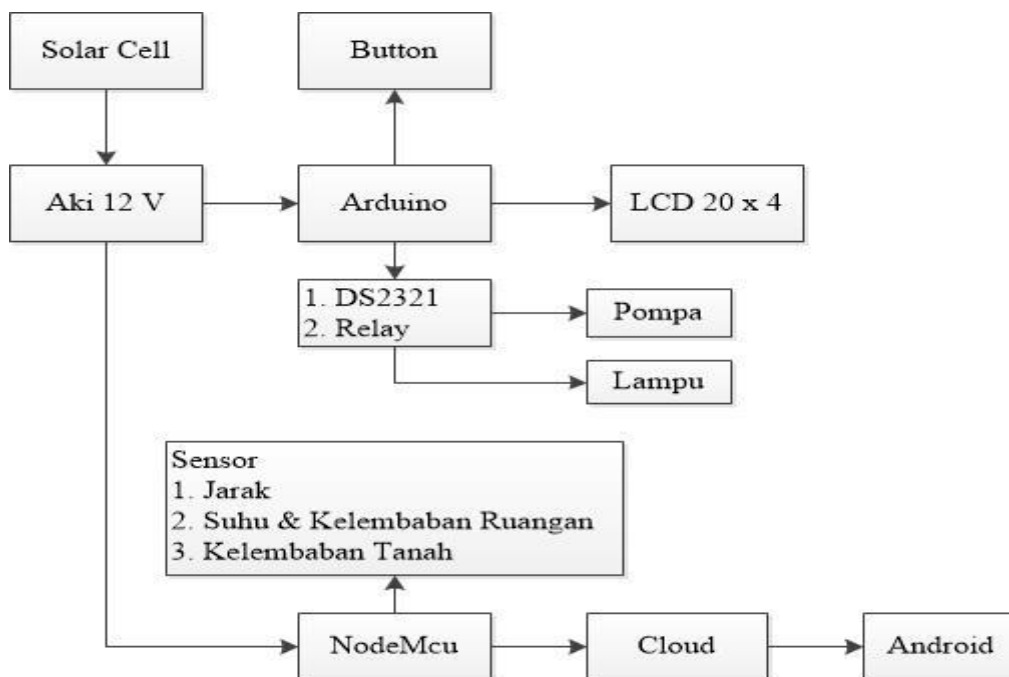 Solar Cell
Button
Aki 12 V
Arduino
LCD 20 x 4
1. DS2321
2. Relay
Pompa
Lampu
Sensor
1. Jarak
2. Suhu & Kelembaban Ruangan
3. Kelembaban Tanah
NodeMcu
Cloud
Android